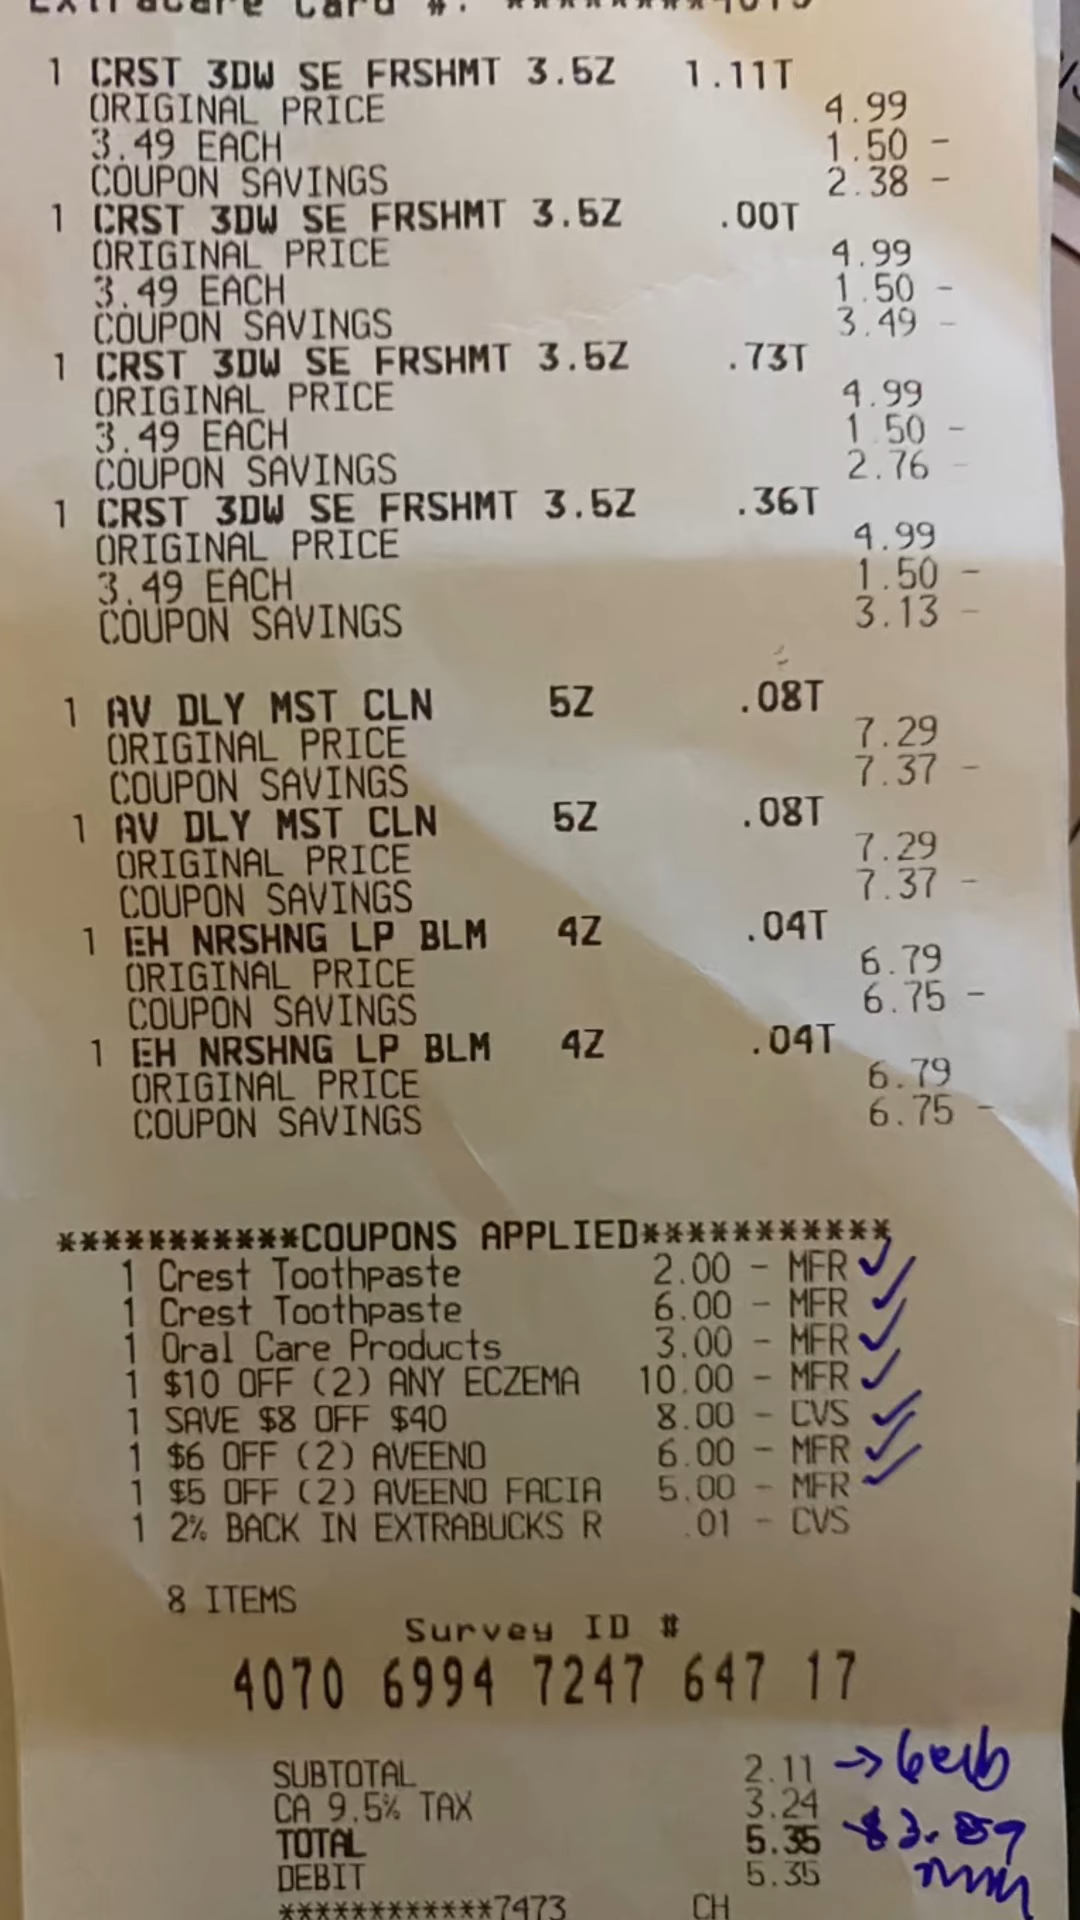 ExtraCare Card #: *********4015
1 CRST 3DW SE FRSHMT 3.5Z 1.11T
ORIGINAL PRICE 4.99
3.49 EACH 1.50 -
COUPON SAVINGS 2.38 -
1 CRST 3DW SE FRSHMT 3.5Z .00T
ORIGINAL PRICE 4.99
3.49 EACH 1.50 -
COUPON SAVINGS 3.49 -
1 CRST 3DW SE FRSHMT 3.5Z .73T
ORIGINAL PRICE 4.99
3.49 EACH 1.50 -
COUPON SAVINGS 2.76 -
1 CRST 3DW SE FRSHMT 3.5Z .36T
ORIGINAL PRICE 4.99
3.49 EACH 1.50 -
COUPON SAVINGS 3.13 -
1 AV DLY MST CLN 5Z .08T
ORIGINAL PRICE 7.29
COUPON SAVINGS 7.37 -
1 AV DLY MST CLN 5Z .08T
ORIGINAL PRICE 7.29
COUPON SAVINGS 7.37 -
1 EH NRSHNG LP BLM 4Z .04T
ORIGINAL PRICE 6.79
COUPON SAVINGS 6.75 -
1 EH NRSHNG LP BLM 4Z .04T
ORIGINAL PRICE 6.79
COUPON SAVINGS 6.75 -
***********COUPONS APPLIED***********
1 Crest Toothpaste 2.00 - MFR
1 Crest Toothpaste 6.00 - MFR
1 Oral Care Products 3.00 - MFR
1 $10 OFF (2) ANY ECZEMA 10.00 - MFR
1 SAVE $8 OFF $40 8.00 - CVS
1 $6 OFF (2) AVEENO 6.00 - MFR
1 $5 OFF (2) AVEENO FACIA 5.00 - MFR
1 2% BACK IN EXTRABUCKS R .01 - CVS
8 ITEMS
Survey ID #
4070 6994 7247 647 17
SUBTOTAL 2.11 → 6 ecb
CA 9.5% TAX 3.24
TOTAL 5.35 $3.89
DEBIT 5.35 mm
************7473 CH